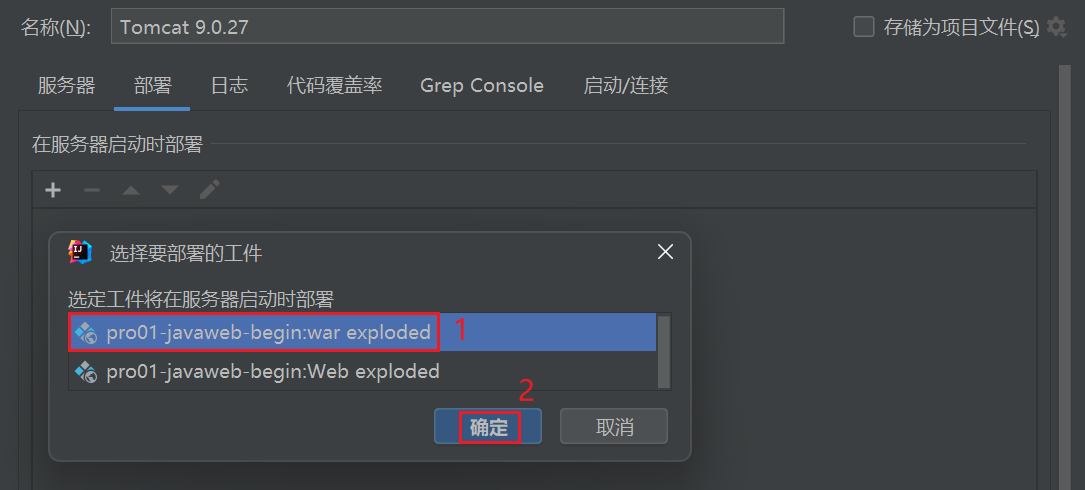 名称(N): Tomcat 9.0.27 存储为项目文件(S)
服务器 部署 日志 代码覆盖率 Grep Console 启动/连接
在服务器启动时部署
IJ 选择要部署的工件
选定工件将在服务器启动时部署
pro01-javaweb-begin:war exploded 1
pro01-javaweb-begin:Web exploded
2
确定 取消